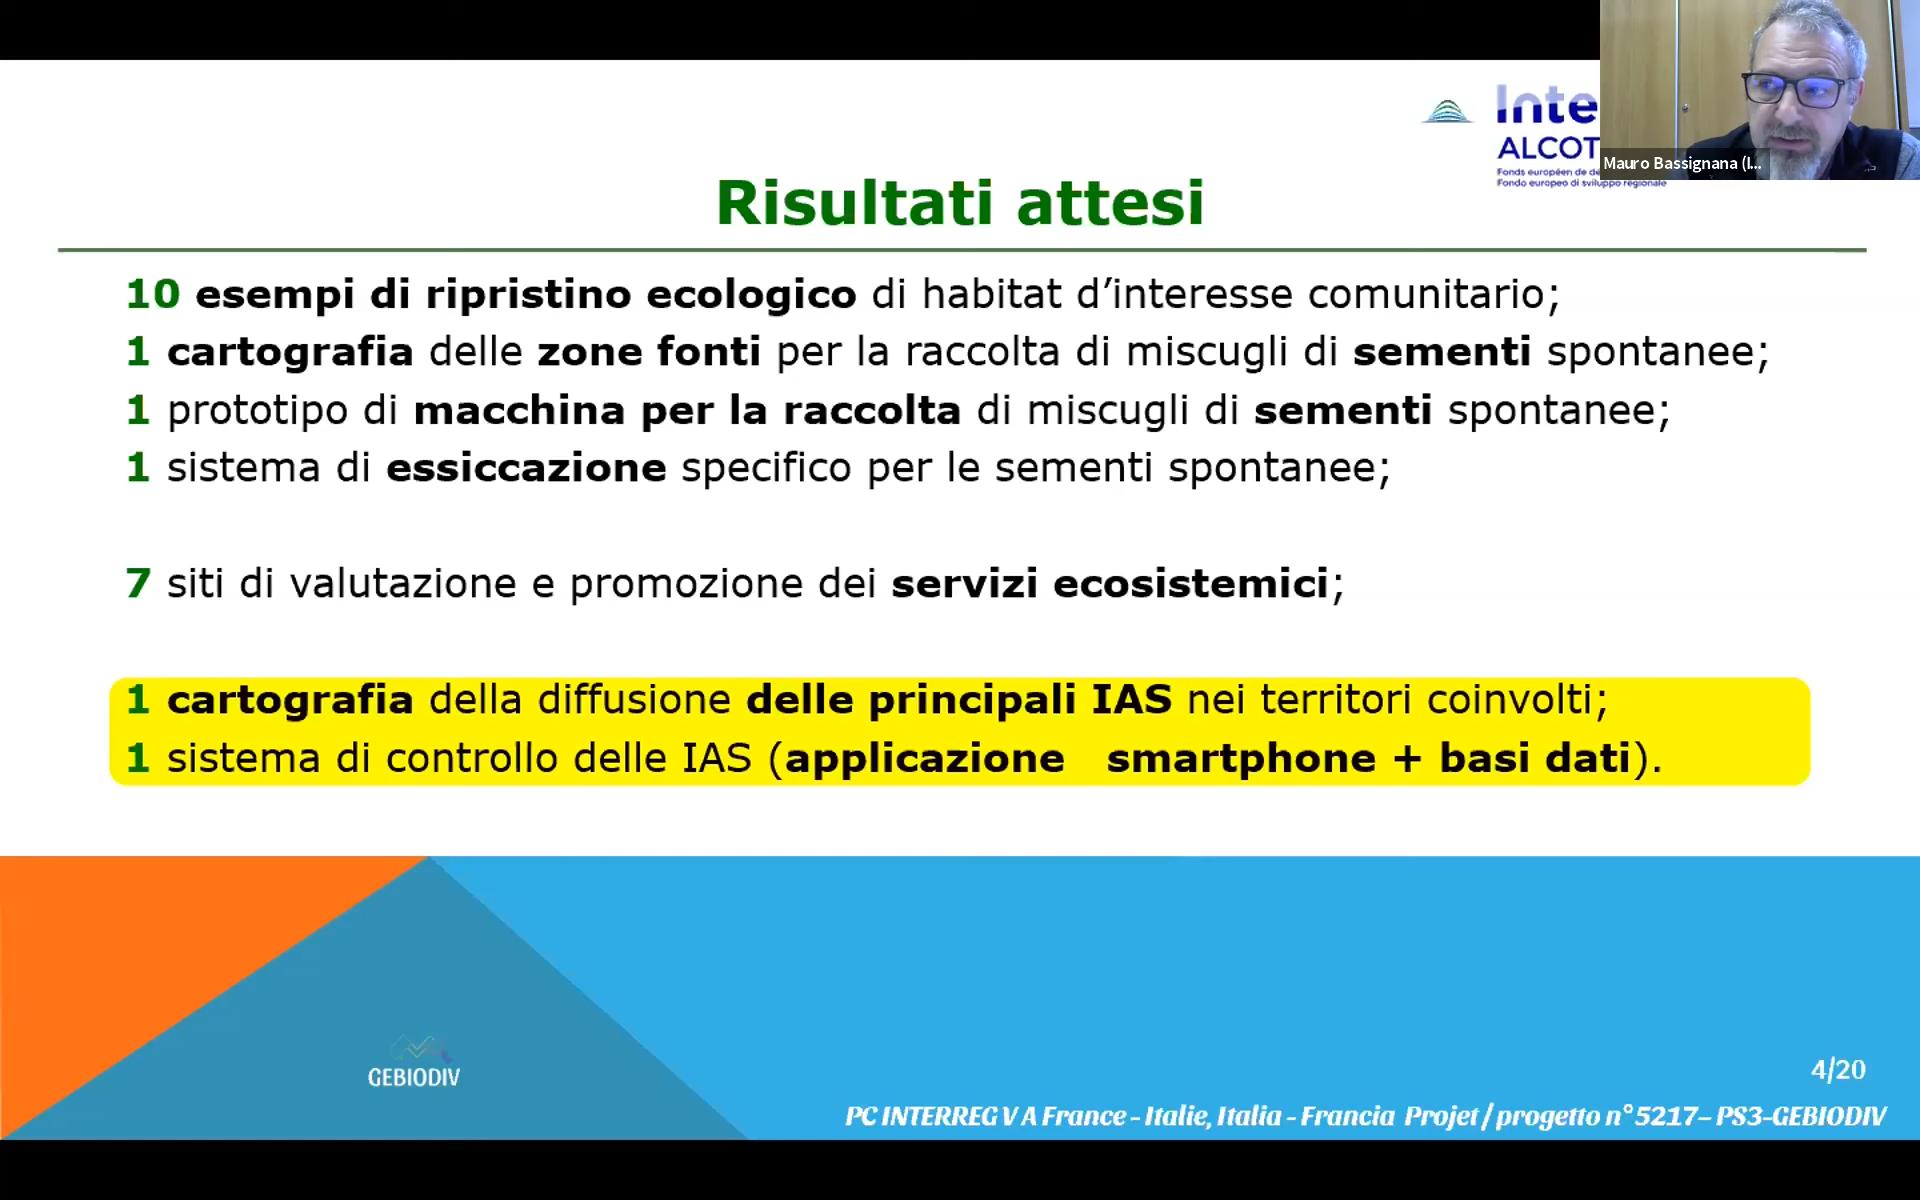 Inte
ALCOT
Fonds européen de de
Fondo europeo di sviluppo regionale
Mauro Bassignana (I...
Risultati attesi
10 esempi di ripristino ecologico di habitat d’interesse comunitario;
1 cartografia delle zone fonti per la raccolta di miscugli di sementi spontanee;
1 prototipo di macchina per la raccolta di miscugli di sementi spontanee;
1 sistema di essiccazione specifico per le sementi spontanee;
7 siti di valutazione e promozione dei servizi ecosistemici;
1 cartografia della diffusione delle principali IAS nei territori coinvolti;
1 sistema di controllo delle IAS (applicazione smartphone + basi dati).
GEBIODIV
4/20
PC INTERREG V A France - Italie, Italia - Francia Projet / progetto n° 5217– PS3-GEBIODIV